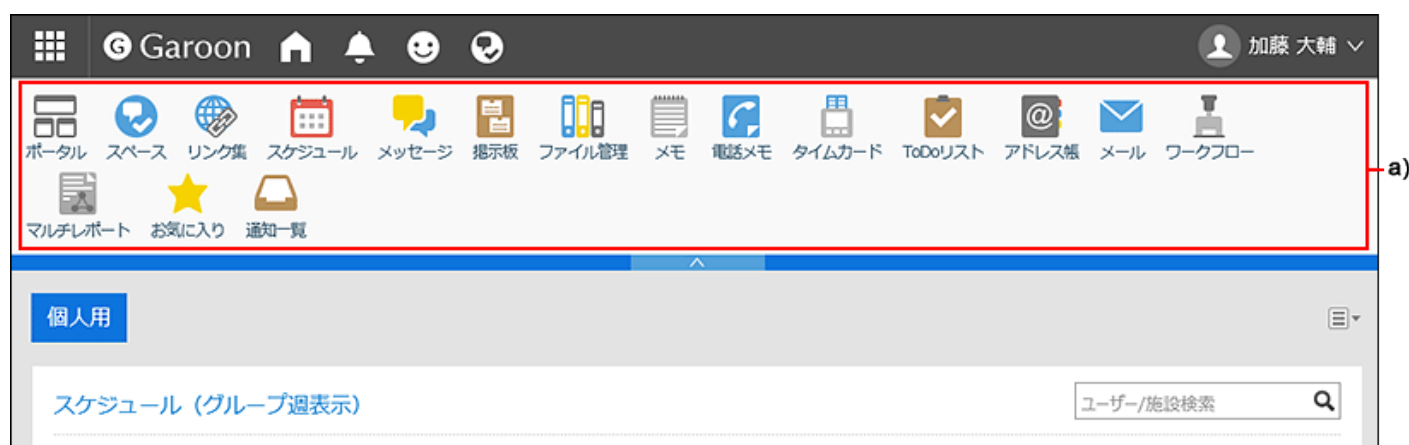 Garoon 加藤 大輔
ポータル スペース リンク集 スケジュール メッセージ 掲示板 ファイル管理 メモ 電話メモ タイムカード ToDoリスト アドレス帳 メール ワークフロー
a)
マルチレポート お気に入り 通知一覧
個人用
スケジュール（グループ週表示） ユーザー/施設検索